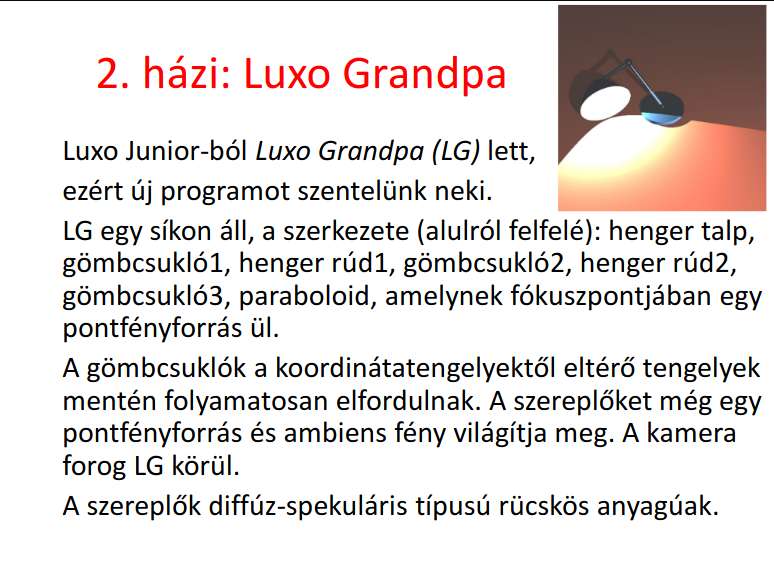 2. házi: Luxo Grandpa
Luxo Junior-ból Luxo Grandpa (LG) lett,
ezért új programot szentelünk neki.
LG egy síkon áll, a szerkezete (alulról felfelé): henger talp,
gömbcsukló1, henger rúd1, gömbcsukló2, henger rúd2,
gömbcsukló3, paraboloid, amelynek fókuszpontjában egy
pontfényforrás ül.
A gömbcsuklók a koordinátatengelyektől eltérő tengelyek
mentén folyamatosan elfordulnak. A szereplőket még egy
pontfényforrás és ambiens fény világítja meg. A kamera
forog LG körül.
A szereplők diffúz-spekuláris típusú rücskös anyagúak.